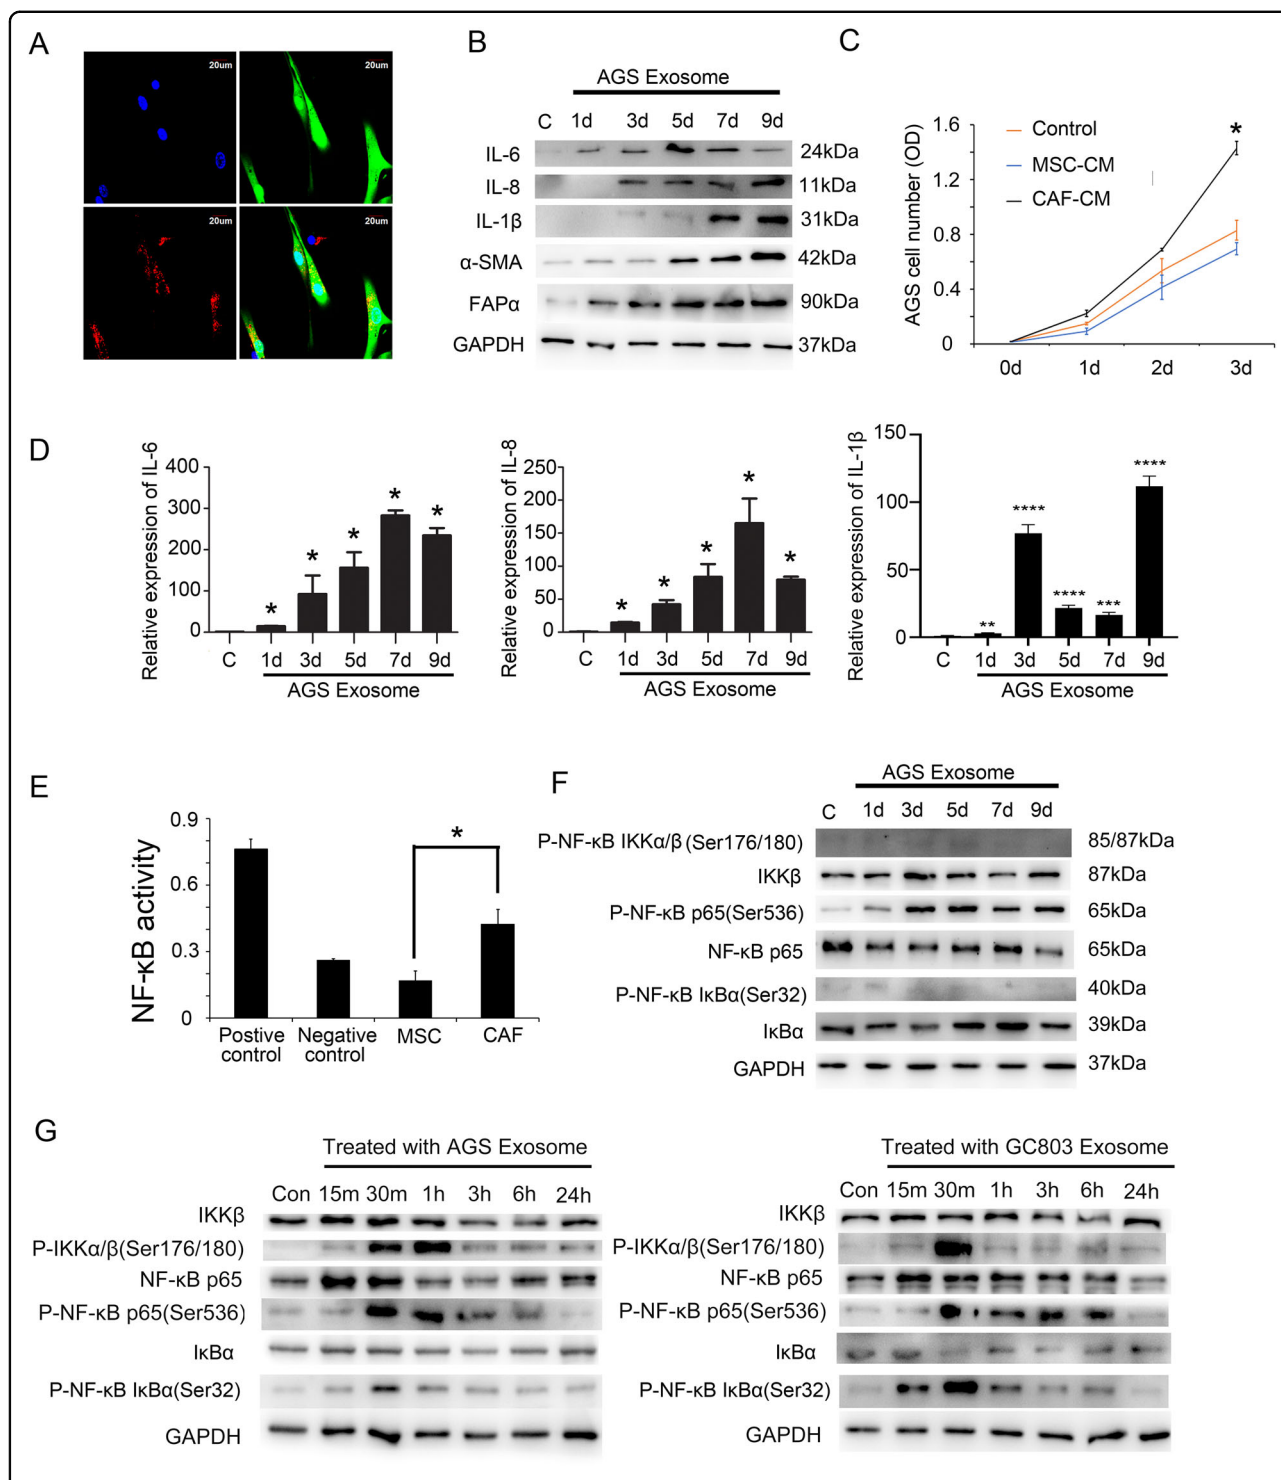 A
20um
20um
20um
20um
B
AGS Exosome
C 1d 3d 5d 7d 9d
IL-6 24kDa
IL-8 11kDa
IL-1β 31kDa
α-SMA 42kDa
FAPα 90kDa
GAPDH 37kDa
C
AGS cell number (OD)
1.6
1.2
0.8
0.4
0
Control
MSC-CM
CAF-CM
*
0d 1d 2d 3d
D
Relative expression of IL-6
400
300
200
100
0
* * * * *
C 1d 3d 5d 7d 9d
AGS Exosome
Relative expression of IL-8
250
200
150
100
50
0
* * * * *
C 1d 3d 5d 7d 9d
AGS Exosome
Relative expression of IL-1β
150
100
50
0
** **** **** *** ****
C 1d 3d 5d 7d 9d
AGS Exosome
E
NF-κB activity
0.9
0.6
0.3
0
*
Postive control
Negative control
MSC
CAF
F
AGS Exosome
C 1d 3d 5d 7d 9d
P-NF-κB IKKα/β (Ser176/180) 85/87kDa
IKKβ 87kDa
P-NF-κB p65(Ser536) 65kDa
NF-κB p65 65kDa
P-NF-κB IκBα(Ser32) 40kDa
IκBα 39kDa
GAPDH 37kDa
G
Treated with AGS Exosome
Con 15m 30m 1h 3h 6h 24h
IKKβ
P-IKKα/β(Ser176/180)
NF-κB p65
P-NF-κB p65(Ser536)
IκBα
P-NF-κB IκBα(Ser32)
GAPDH
Treated with GC803 Exosome
Con 15m 30m 1h 3h 6h 24h
IKKβ
P-IKKα/β(Ser176/180)
NF-κB p65
P-NF-κB p65(Ser536)
IκBα
P-NF-κB IκBα(Ser32)
GAPDH